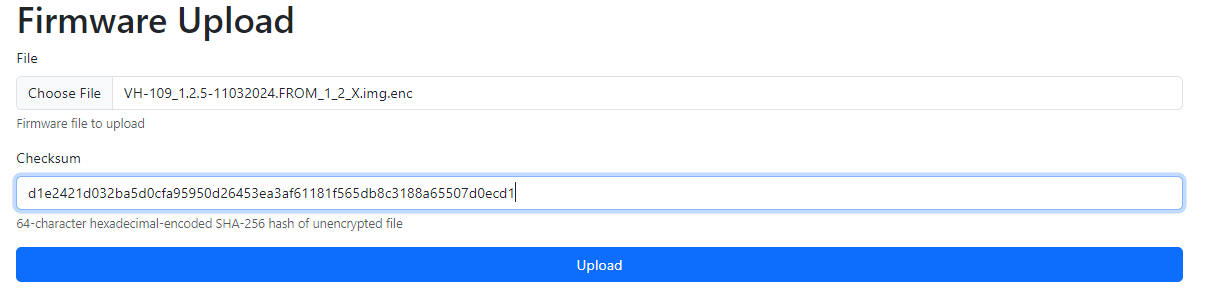 Firmware Upload
File
Choose File VH-109_1.2.5-11032024.FROM_1_2_X.img.enc
Firmware file to upload
Checksum
d1e2421d032ba5d0cfa95950d26453ea3af61181f565db8c3188a65507d0ecd1
64-character hexadecimal-encoded SHA-256 hash of unencrypted file
Upload